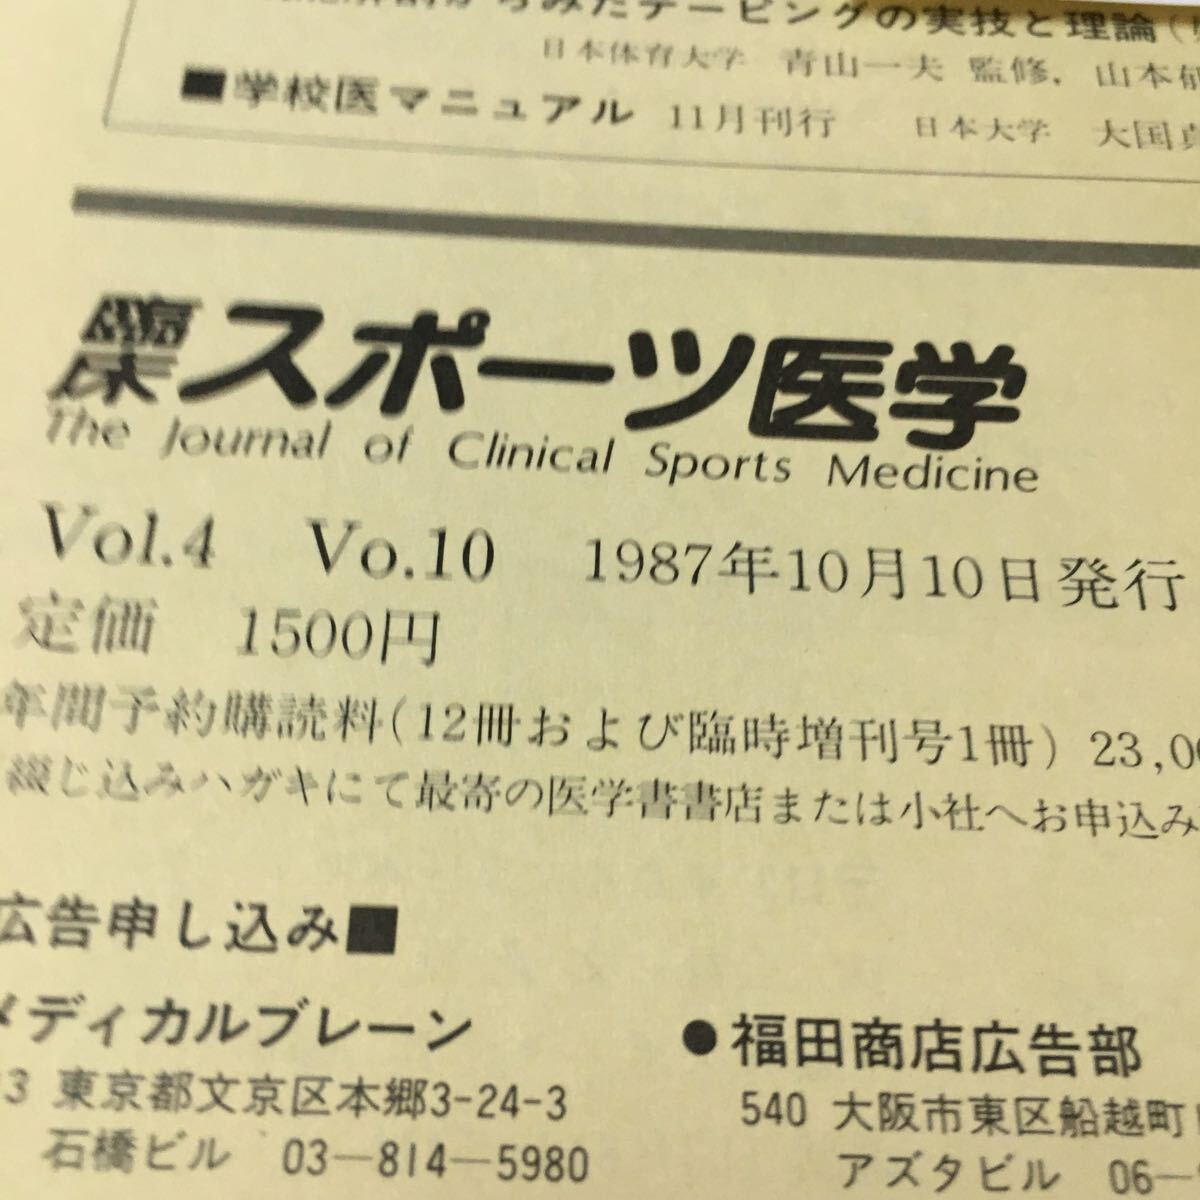 みたテーピングの実技と理論(
日本体育大学 青山一夫 監修, 山本郁
■学校医マニュアル 11月刊行 日本大学 大国真
臨床スポーツ医学
The Journal of Clinical Sports Medicine
Vol.4 Vo.10 1987年10月10日発行
定価 1500円
年間予約購読料(12冊および臨時増刊号1冊) 23,0
綴じ込みハガキにて最寄の医学書書店または小社へお申込み
広告申し込み■
メディカルブレーン
3 東京都文京区本郷3-24-3
石橋ビル 03—814—5980
●福田商店広告部
540 大阪市東区船越町
アズタビル 06—